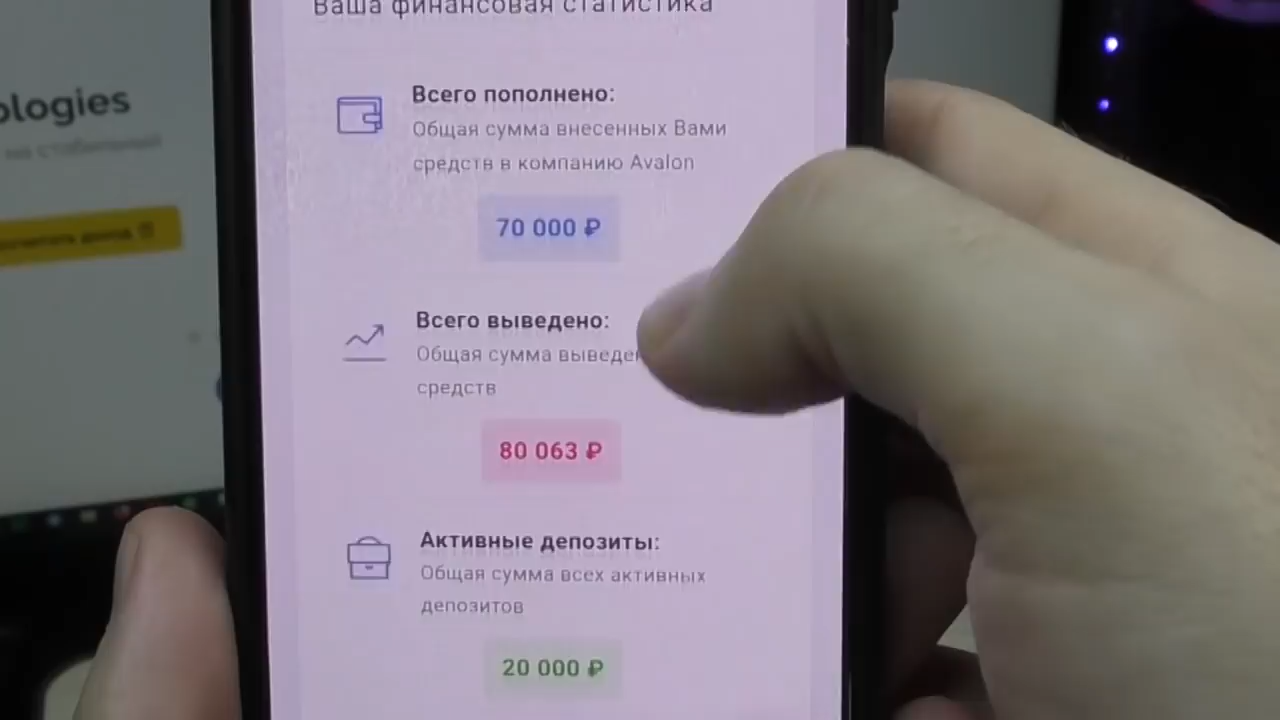 Ваша финансовая статистика
ologies
Всего пополнено:
Общая сумма внесенных Вами
средств в компанию Avalon
70 000 ₽
Всего выведено:
Общая сумма выведен
средств
80 063 ₽
Активные депозиты:
Общая сумма всех активных
депозитов
20 000 ₽